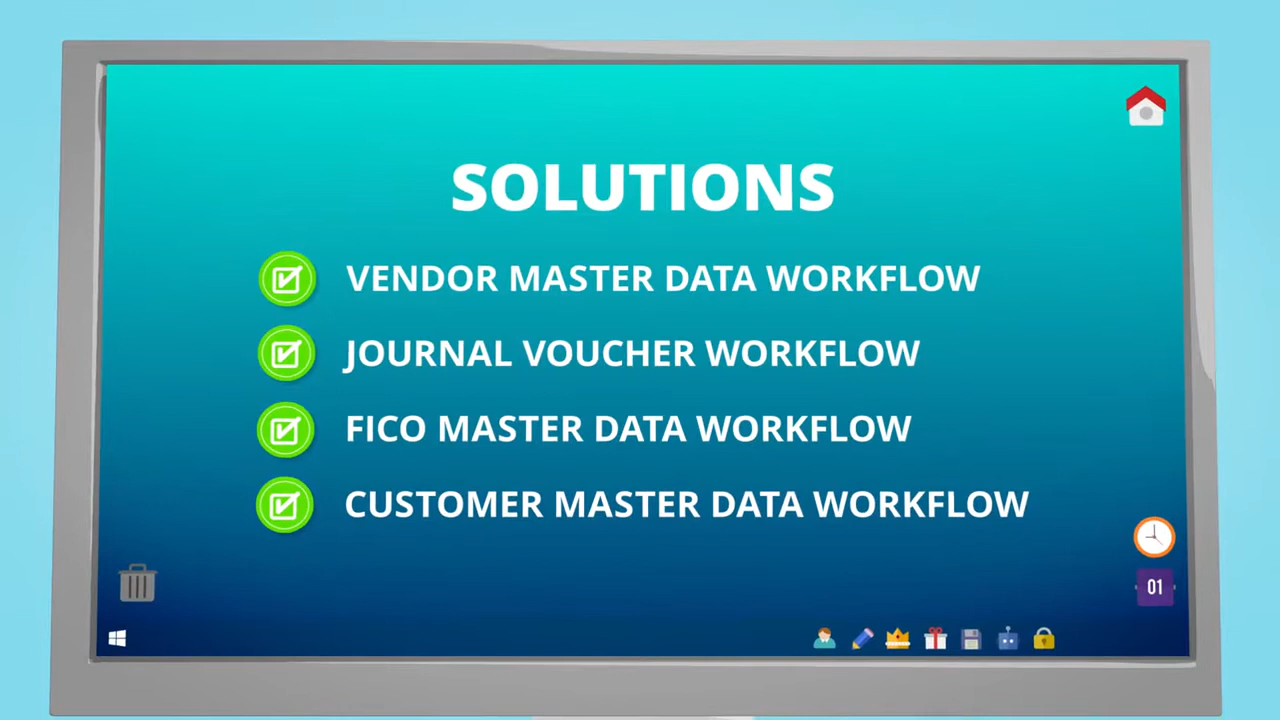 SOLUTIONS
VENDOR MASTER DATA WORKFLOW
JOURNAL VOUCHER WORKFLOW
FICO MASTER DATA WORKFLOW
CUSTOMER MASTER DATA WORKFLOW
01